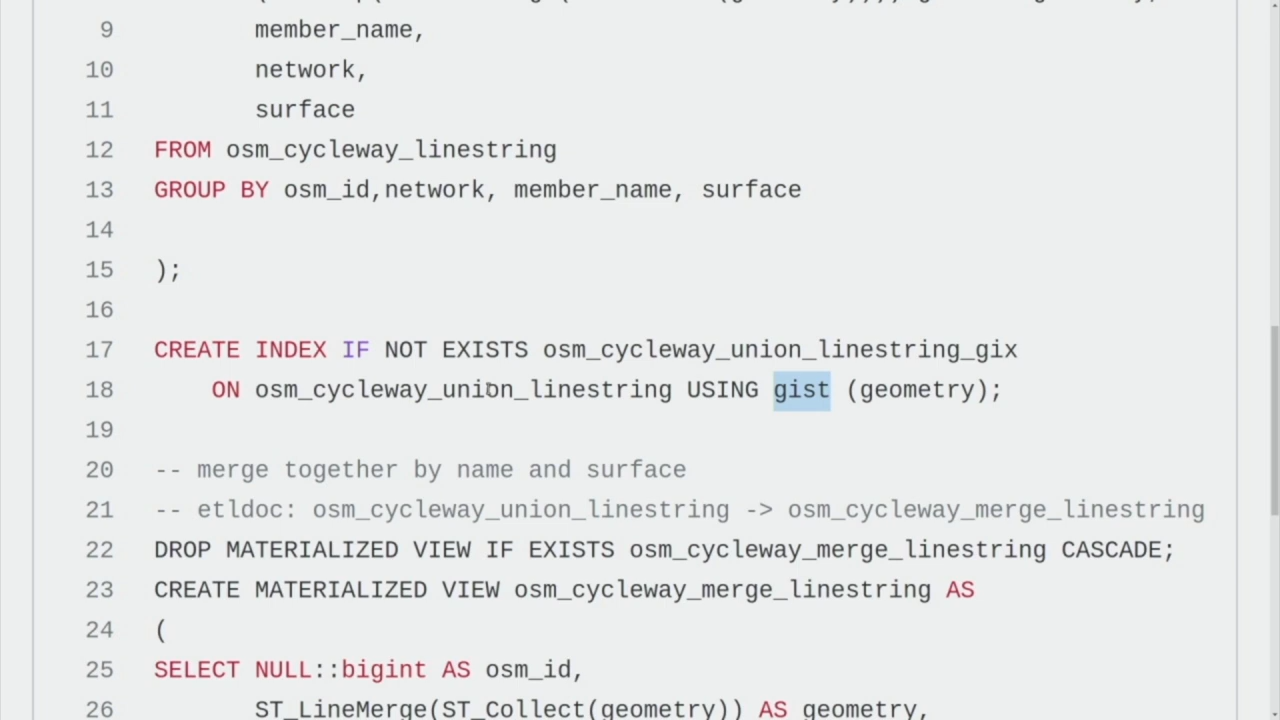 9 member_name,
10 network,
11 surface
12 FROM osm_cycleway_linestring
13 GROUP BY osm_id,network, member_name, surface
14
15 );
16
17 CREATE INDEX IF NOT EXISTS osm_cycleway_union_linestring_gix
18 ON osm_cycleway_union_linestring USING gist (geometry);
19
20 -- merge together by name and surface
21 -- etldoc: osm_cycleway_union_linestring -> osm_cycleway_merge_linestring
22 DROP MATERIALIZED VIEW IF EXISTS osm_cycleway_merge_linestring CASCADE;
23 CREATE MATERIALIZED VIEW osm_cycleway_merge_linestring AS
24 (
25 SELECT NULL::bigint AS osm_id,
26 ST_LineMerge(ST_Collect(geometry)) AS geometry,